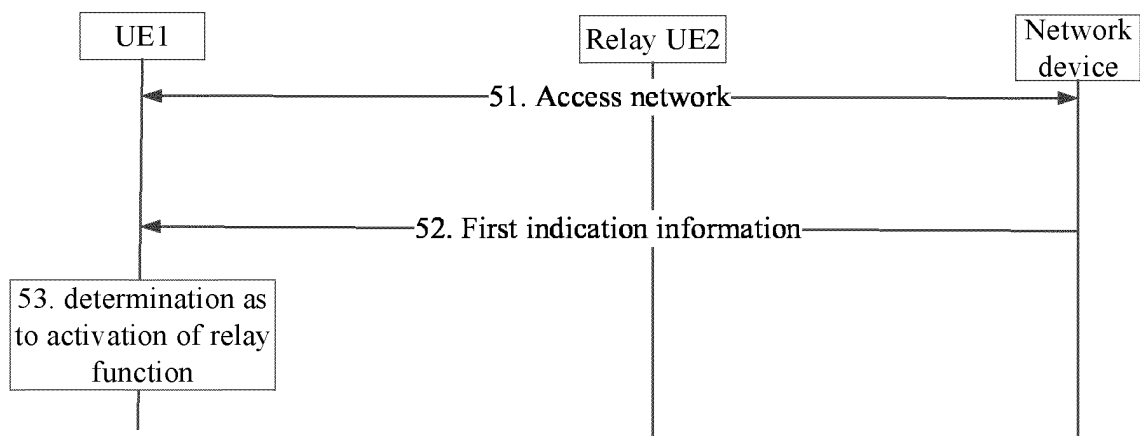 UE1
Relay UE2
Network
device
51. Access network
52. First indication information
53. determination as
to activation of relay
function